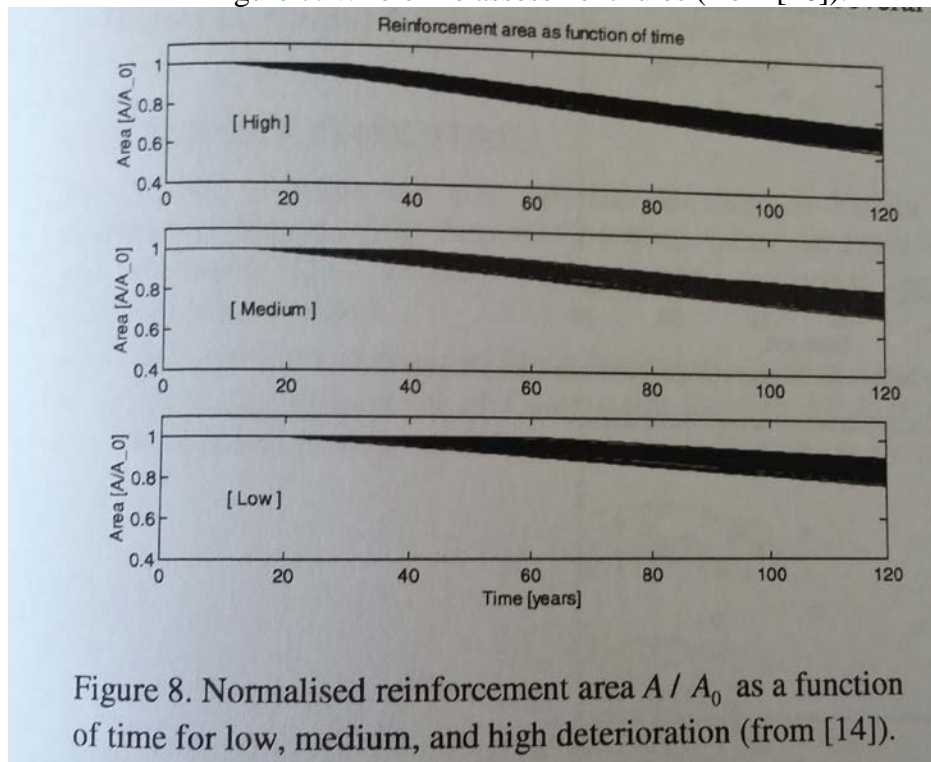 Reinforcement area as function of time
Area [A/A_0]
1
0.8
0.6
0.4
[ High ]
0 20 40 60 80 100 120
Area [A/A_0]
1
0.8
0.6
0.4
[ Medium ]
0 20 40 60 80 100 120
Area [A/A_0]
1
0.8
0.6
0.4
[ Low ]
0 20 40 60 80 100 120
Time [years]
Figure 8. Normalised reinforcement area A / A₀ as a function
of time for low, medium, and high deterioration (from [14]).